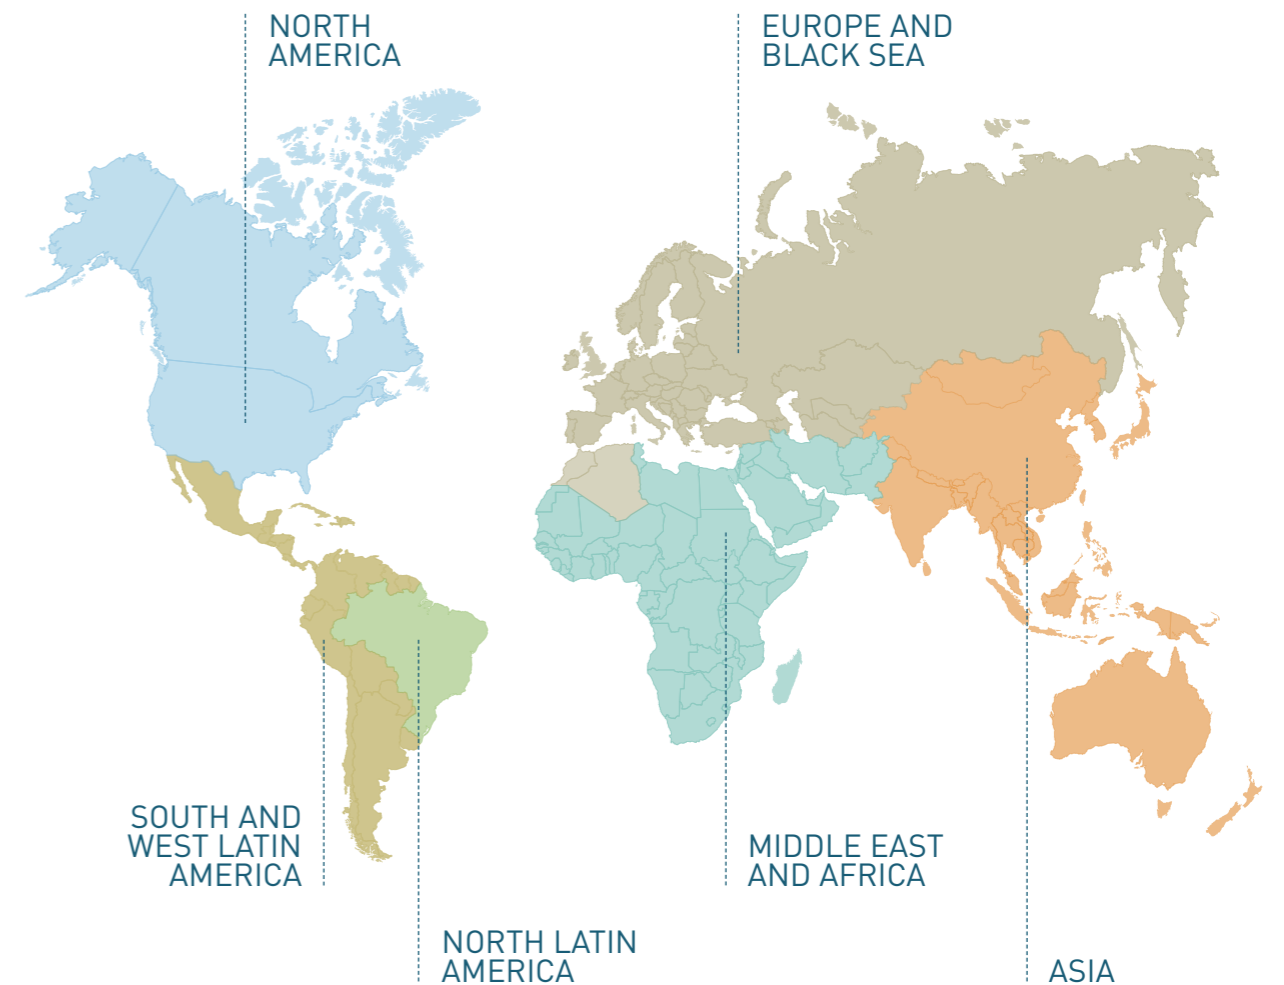 NORTH
AMERICA
EUROPE AND
BLACK SEA
SOUTH AND
WEST LATIN
AMERICA
MIDDLE EAST
AND AFRICA
NORTH LATIN
AMERICA
ASIA